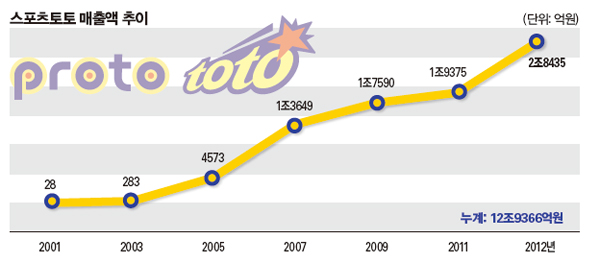 스포츠토토 매출액 추이
(단위: 억원)
proto
toto
28
283
4573
1조3649
1조7590
1조9375
2조8435
누계: 12조9366억원
2001
2003
2005
2007
2009
2011
2012년